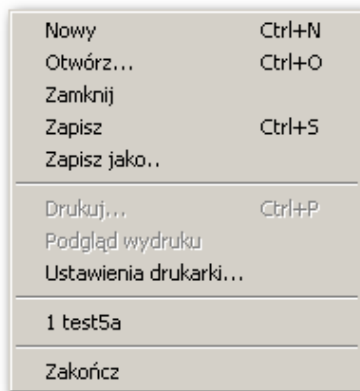 Nowy Ctrl+N
Otwórz... Ctrl+O
Zamknij
Zapisz Ctrl+S
Zapisz jako..
Drukuj... Ctrl+P
Podgląd wydruku
Ustawienia drukarki...
1 test5a
Zakończ